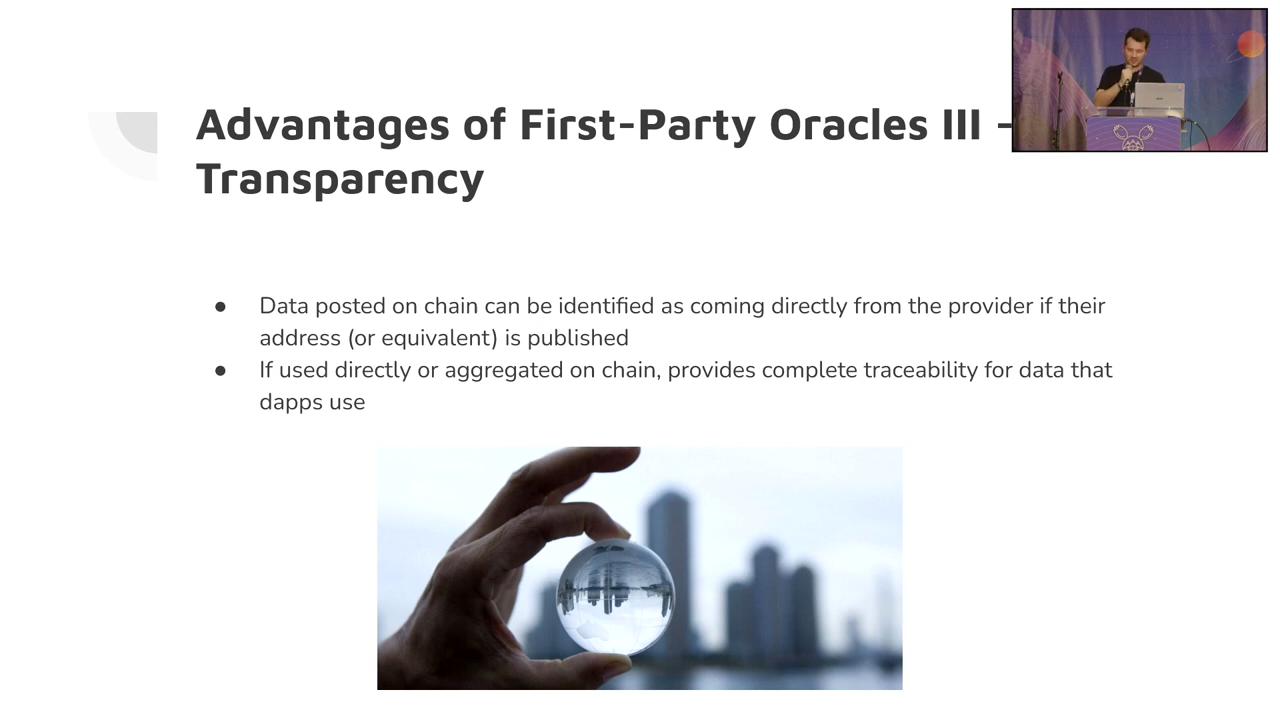 Advantages of First-Party Oracles III -
Transparency
● Data posted on chain can be identified as coming directly from the provider if their
address (or equivalent) is published
● If used directly or aggregated on chain, provides complete traceability for data that
dapps use